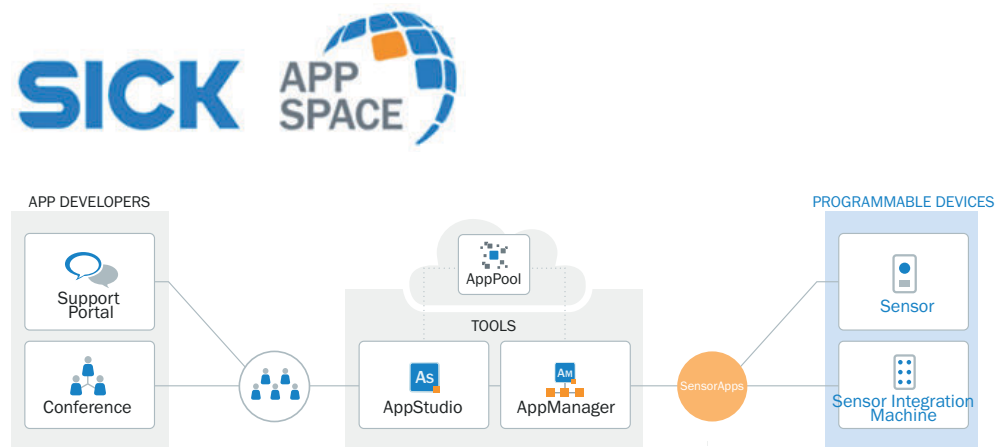 SICK
APP
SPACE
APP DEVELOPERS
PROGRAMMABLE DEVICES
Support
Portal
AppPool
Sensor
TOOLS
As
AM
SensorApps
Conference
AppStudio
AppManager
Sensor Integration
Machine